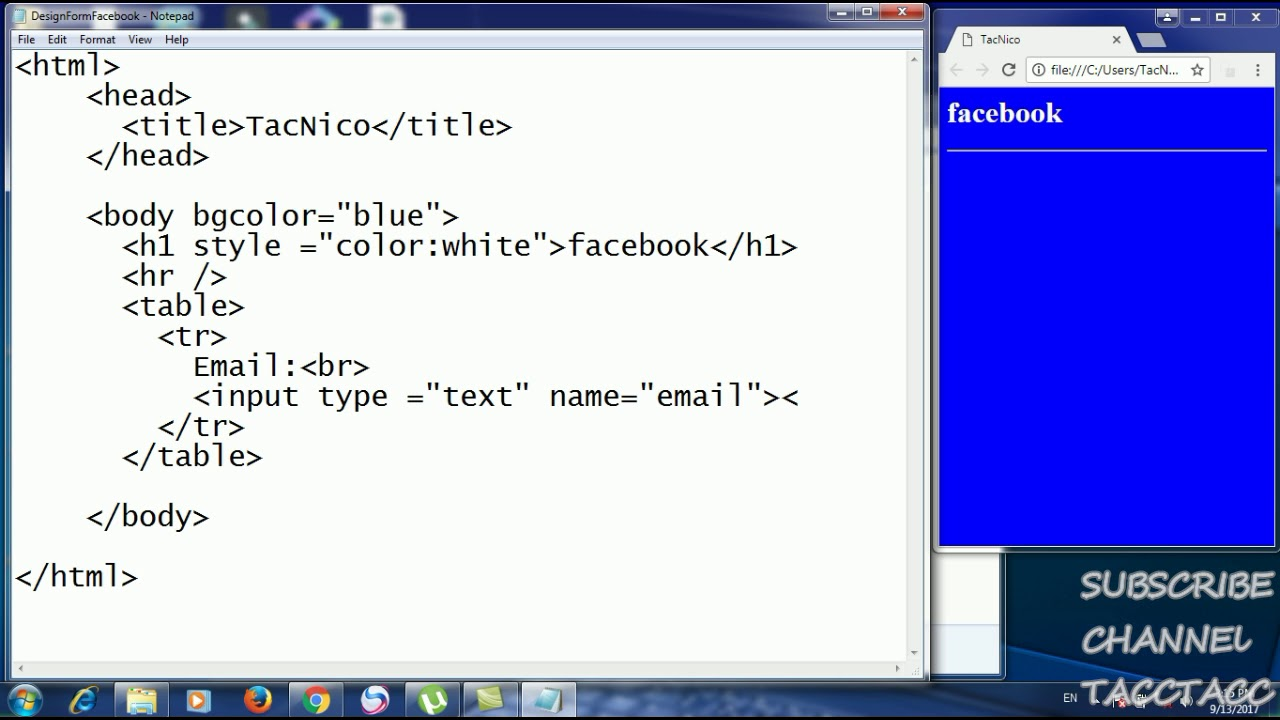 DesignFormFacebook - Notepad
File Edit Format View Help
<html>
<head>
<title>TacNico</title>
</head>
<body bgcolor="blue">
<h1 style ="color:white">facebook</h1>
<hr />
<table>
<tr>
Email:<br>
<input type ="text" name="email"><
</tr>
</table>
</body>
</html>
TacNico
file:///C:/Users/TacN...
facebook
SUBSCRIBE
CHANNEL
TACCTACC
EN
PM
9/13/2017